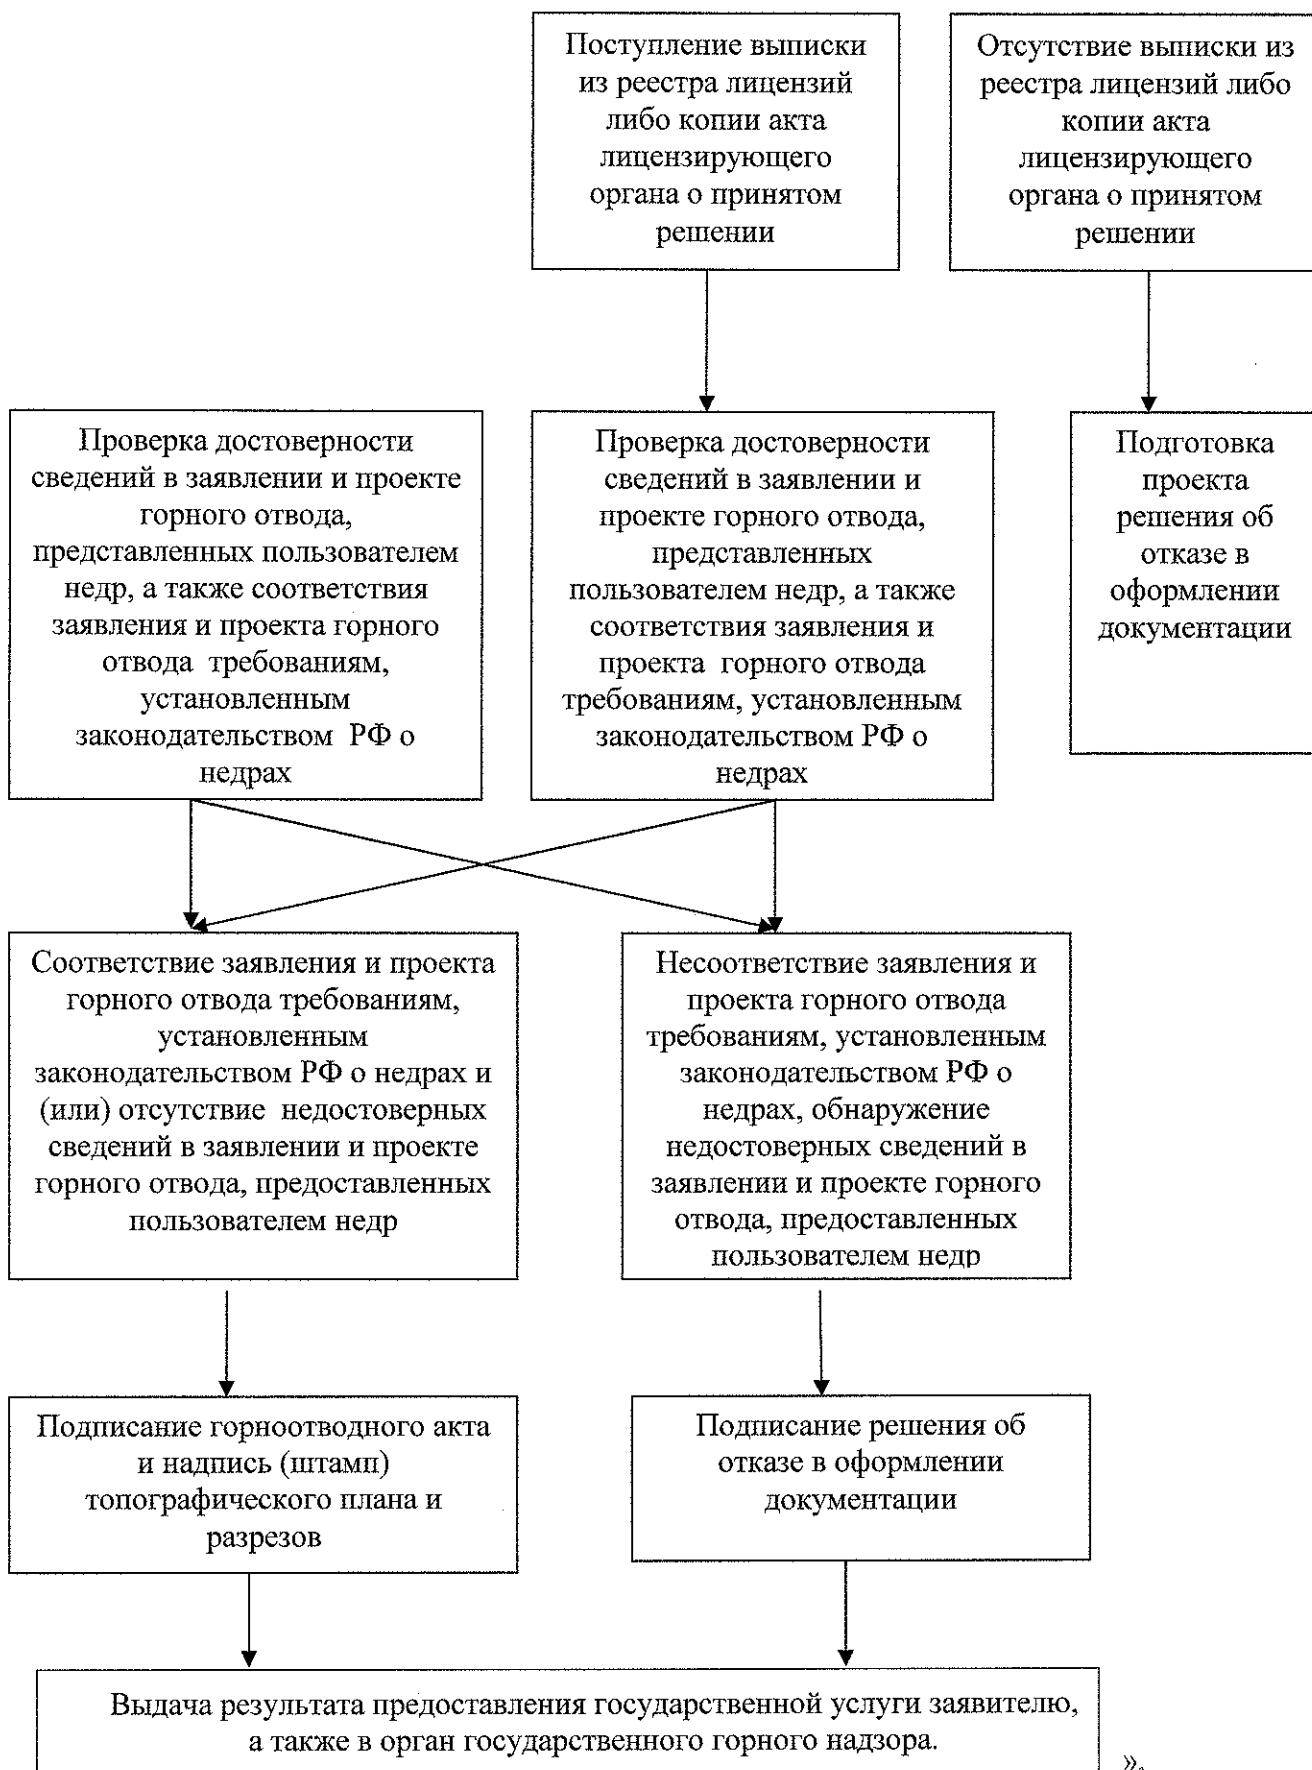 Поступление выписки
из реестра лицензий
либо копии акта
лицензирующего
органа о принятом
решении
Отсутствие выписки из
реестра лицензий либо
копии акта
лицензирующего
органа о принятом
решении
Проверка достоверности
сведений в заявлении и проекте
горного отвода,
представленных пользователем
недр, а также соответствия
заявления и проекта горного
отвода требованиям,
установленным
законодательством РФ о
недрах
Проверка достоверности
сведений в заявлении и
проекте горного отвода,
представленных
пользователем недр, а также
соответствия заявления и
проекта горного отвода
требованиям, установленным
законодательством РФ о
недрах
Подготовка
проекта
решения об
отказе в
оформлении
документации
Соответствие заявления и проекта
горного отвода требованиям,
установленным
законодательством РФ о недрах и
(или) отсутствие недостоверных
сведений в заявлении и проекте
горного отвода, предоставленных
пользователем недр
Несоответствие заявления и
проекта горного отвода
требованиям, установленным
законодательством РФ о
недрах, обнаружение
недостоверных сведений в
заявлении и проекте горного
отвода, предоставленных
пользователем недр
Подписание горноотводного акта
и надпись (штамп)
топографического плана и
разрезов
Подписание решения об
отказе в оформлении
документации
Выдача результата предоставления государственной услуги заявителю,
а также в орган государственного горного надзора.
».